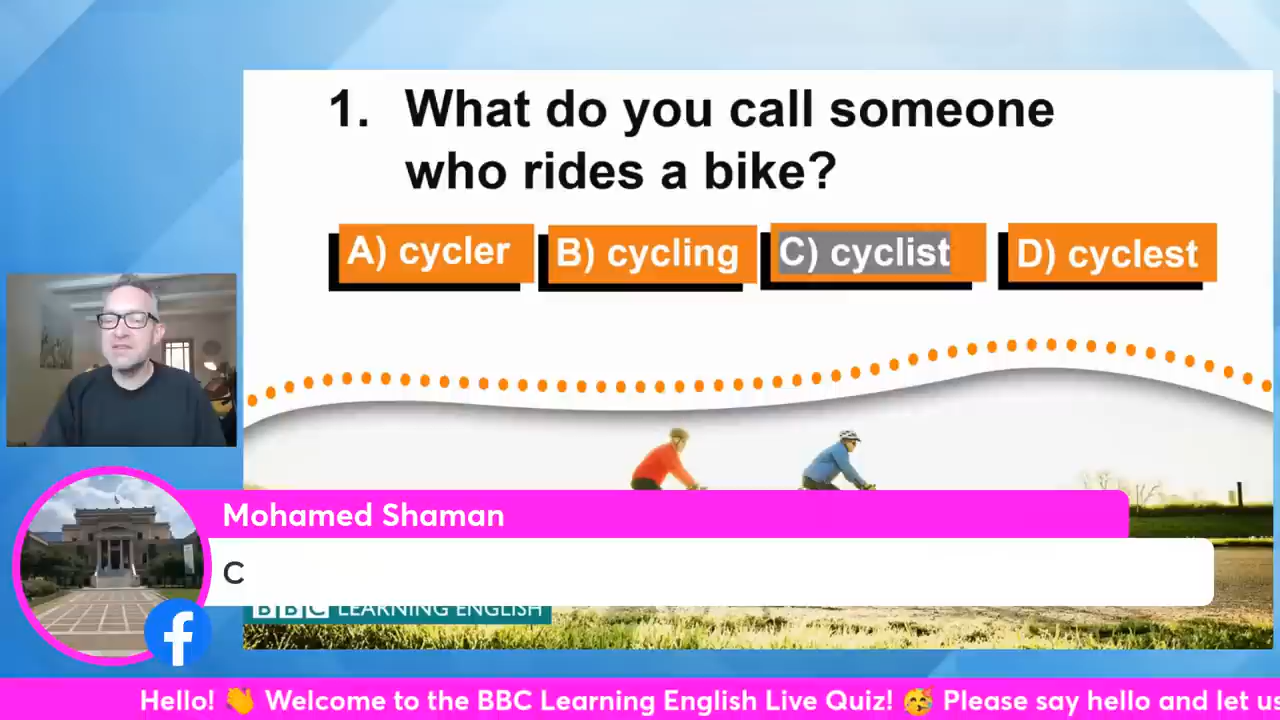 1. What do you call someone
who rides a bike?
A) cycler B) cycling C) cyclist D) cyclest
Mohamed Shaman
C
BBC LEARNING ENGLISH
Hello! 👋 Welcome to the BBC Learning English Live Quiz! 🥳 Please say hello and let us